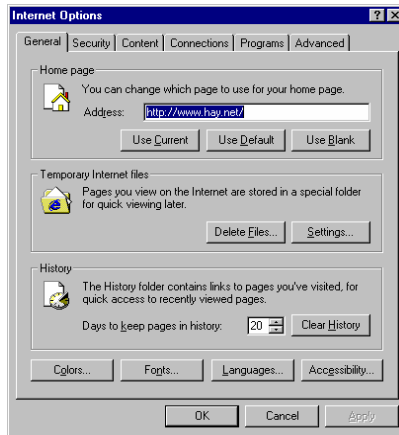 Internet Options
General Security Content Connections Programs Advanced
Home page
You can change which page to use for your home page.
Address: http://www.hay.net/
Use Current Use Default Use Blank
Temporary Internet files
Pages you view on the Internet are stored in a special folder
for quick viewing later.
Delete Files... Settings...
History
The History folder contains links to pages you've visited, for
quick access to recently viewed pages.
Days to keep pages in history: 20 Clear History
Colors... Fonts... Languages... Accessibility...
OK Cancel Apply